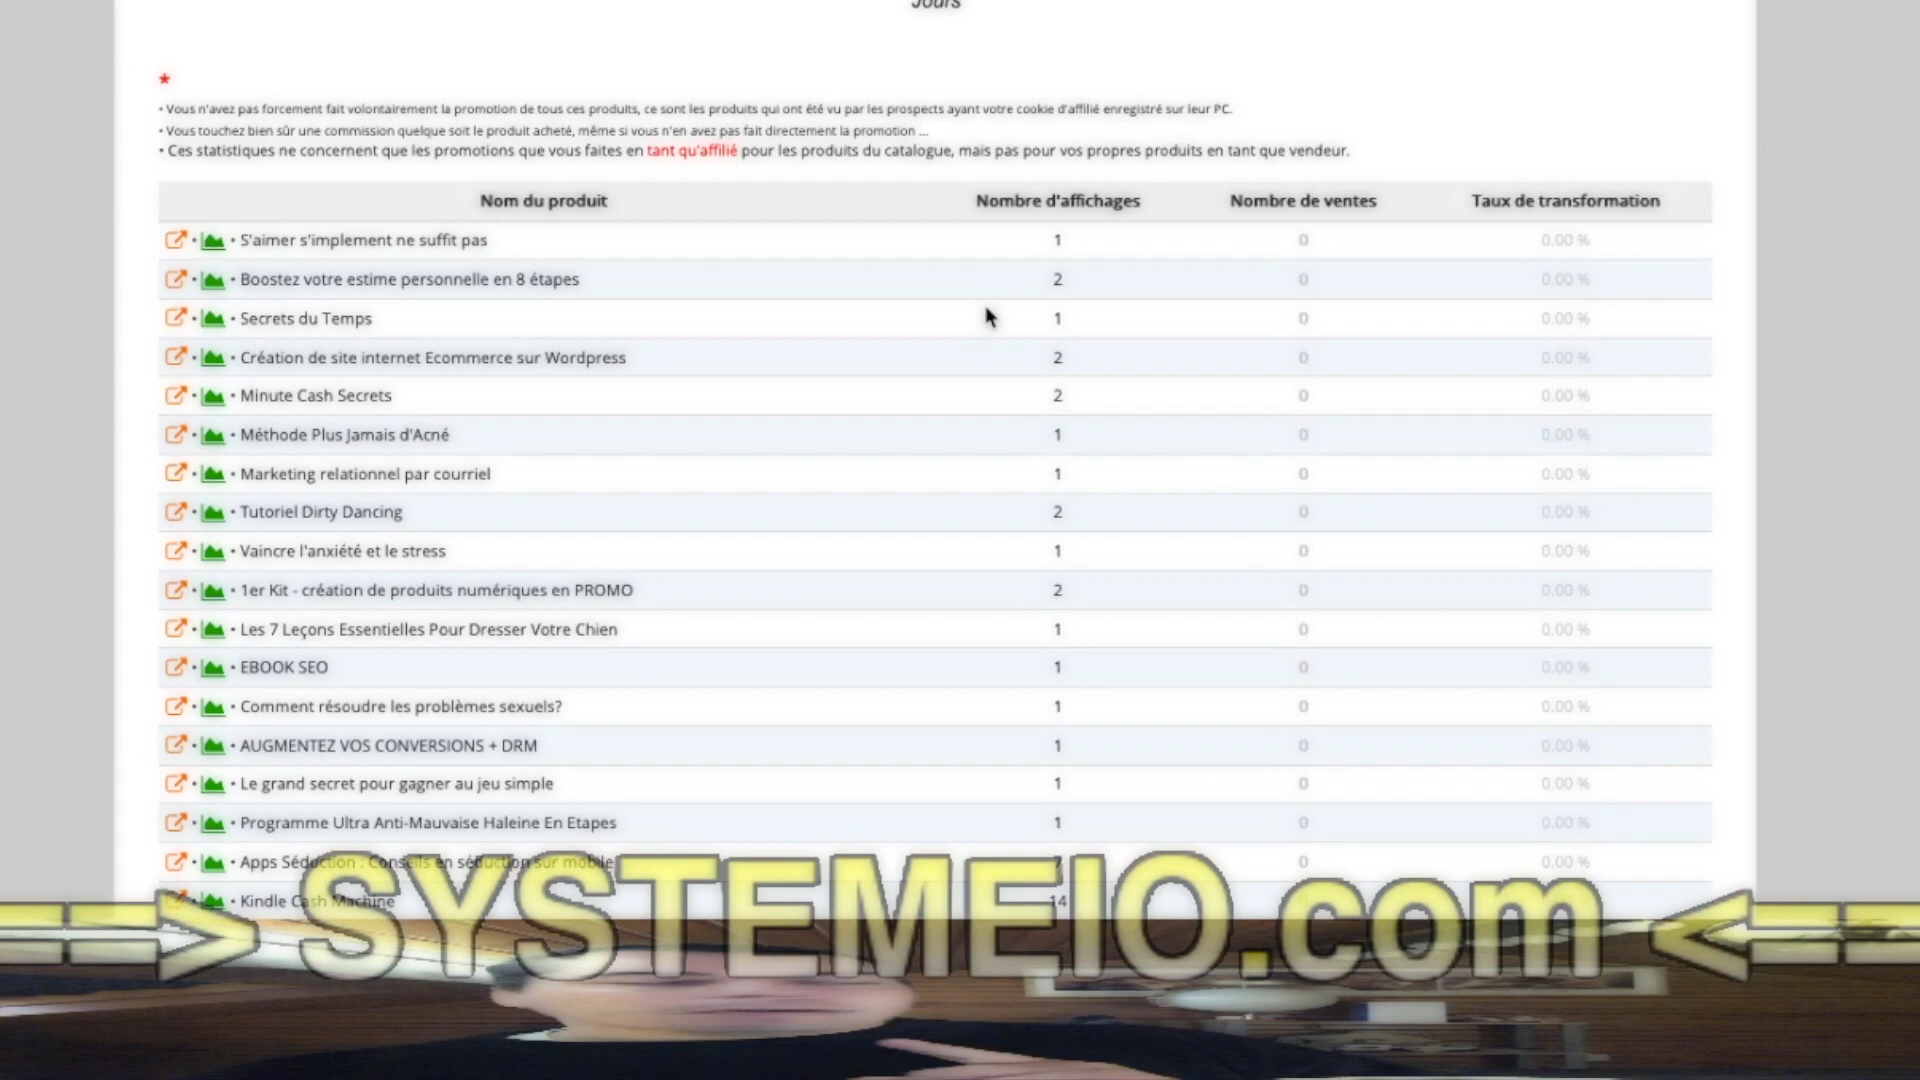 Jours
*
• Vous n'avez pas forcement fait volontairement la promotion de tous ces produits, ce sont les produits qui ont été vu par les prospects ayant votre cookie d'affilié enregistré sur leur PC.
• Vous touchez bien sûr une commission quelque soit le produit acheté, même si vous n'en avez pas fait directement la promotion ...
• Ces statistiques ne concernent que les promotions que vous faites en tant qu'affilié pour les produits du catalogue, mais pas pour vos propres produits en tant que vendeur.
Nom du produit Nombre d'affichages Nombre de ventes Taux de transformation
• • S'aimer s'implement ne suffit pas 1 0 0.00 %
• • Boostez votre estime personnelle en 8 étapes 2 0 0.00 %
• • Secrets du Temps 1 0 0.00 %
• • Création de site internet Ecommerce sur Wordpress 2 0 0.00 %
• • Minute Cash Secrets 2 0 0.00 %
• • Méthode Plus Jamais d'Acné 1 0 0.00 %
• • Marketing relationnel par courriel 1 0 0.00 %
• • Tutoriel Dirty Dancing 2 0 0.00 %
• • Vaincre l'anxiété et le stress 1 0 0.00 %
• • 1er Kit - création de produits numériques en PROMO 2 0 0.00 %
• • Les 7 Leçons Essentielles Pour Dresser Votre Chien 1 0 0.00 %
• • EBOOK SEO 1 0 0.00 %
• • Comment résoudre les problèmes sexuels? 1 0 0.00 %
• • AUGMENTEZ VOS CONVERSIONS + DRM 1 0 0.00 %
• • Le grand secret pour gagner au jeu simple 1 0 0.00 %
• • Programme Ultra Anti-Mauvaise Haleine En Etapes 1 0 0.00 %
• • Apps Séduction : Conseils en séduction sur mobile 7 0 0.00 %
• • Kindle Cash Machine 14
==> SYSTEMEIO.com <==